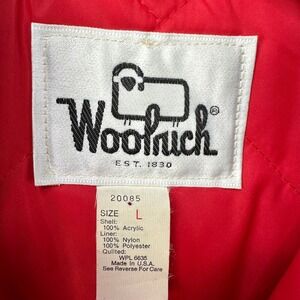 Woolrich ®
EST. 1830
20085
SIZE L
Shell:
100% Acrylic
Liner:
100% Nylon
100% Polyester
Quilted:
WPL 6635
Made in U.S.A.
See Reverse For Care